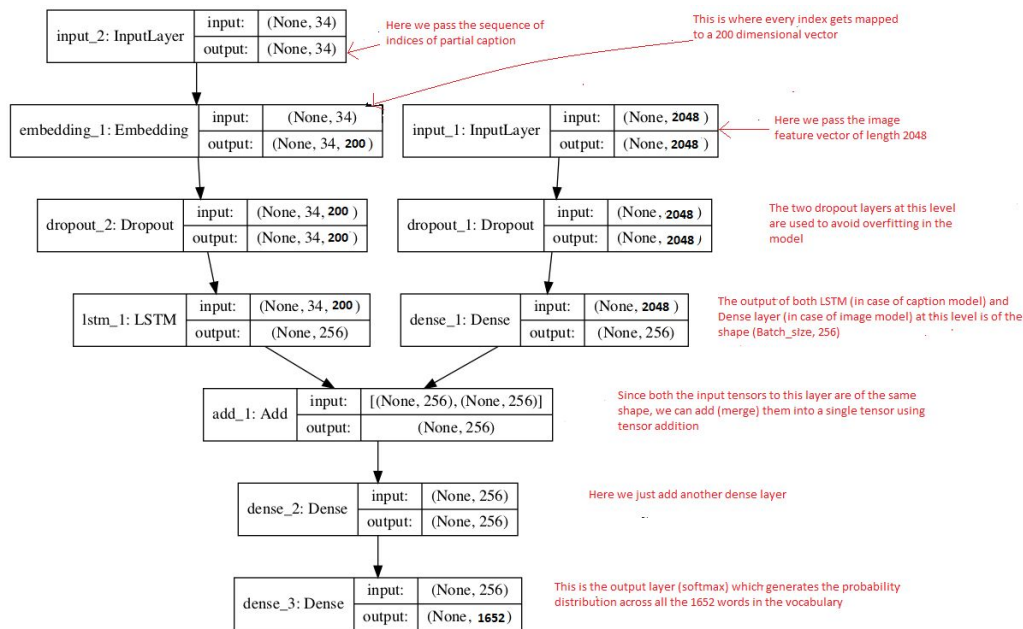 input_2: InputLayer
input: (None, 34)
output: (None, 34)
Here we pass the sequence of
indices of partial caption
This is where every index gets mapped
to a 200 dimensional vector
embedding_1: Embedding
input: (None, 34)
output: (None, 34, 200)
input_1: InputLayer
input: (None, 2048)
output: (None, 2048)
Here we pass the image
feature vector of length 2048
dropout_2: Dropout
input: (None, 34, 200)
output: (None, 34, 200)
dropout_1: Dropout
input: (None, 2048)
output: (None, 2048)
The two dropout layers at this level
are used to avoid overfitting in the
model
lstm_1: LSTM
input: (None, 34, 200)
output: (None, 256)
dense_1: Dense
input: (None, 2048)
output: (None, 256)
The output of both LSTM (in case of caption model) and
Dense layer (in case of image model) at this level is of the
shape (Batch_size, 256)
add_1: Add
input: [(None, 256), (None, 256)]
output: (None, 256)
Since both the input tensors to this layer are of the same
shape, we can add (merge) them into a single tensor using
tensor addition
dense_2: Dense
input: (None, 256)
output: (None, 256)
Here we just add another dense layer
dense_3: Dense
input: (None, 256)
output: (None, 1652)
This is the output layer (softmax) which generates the probability
distribution across all the 1652 words in the vocabulary